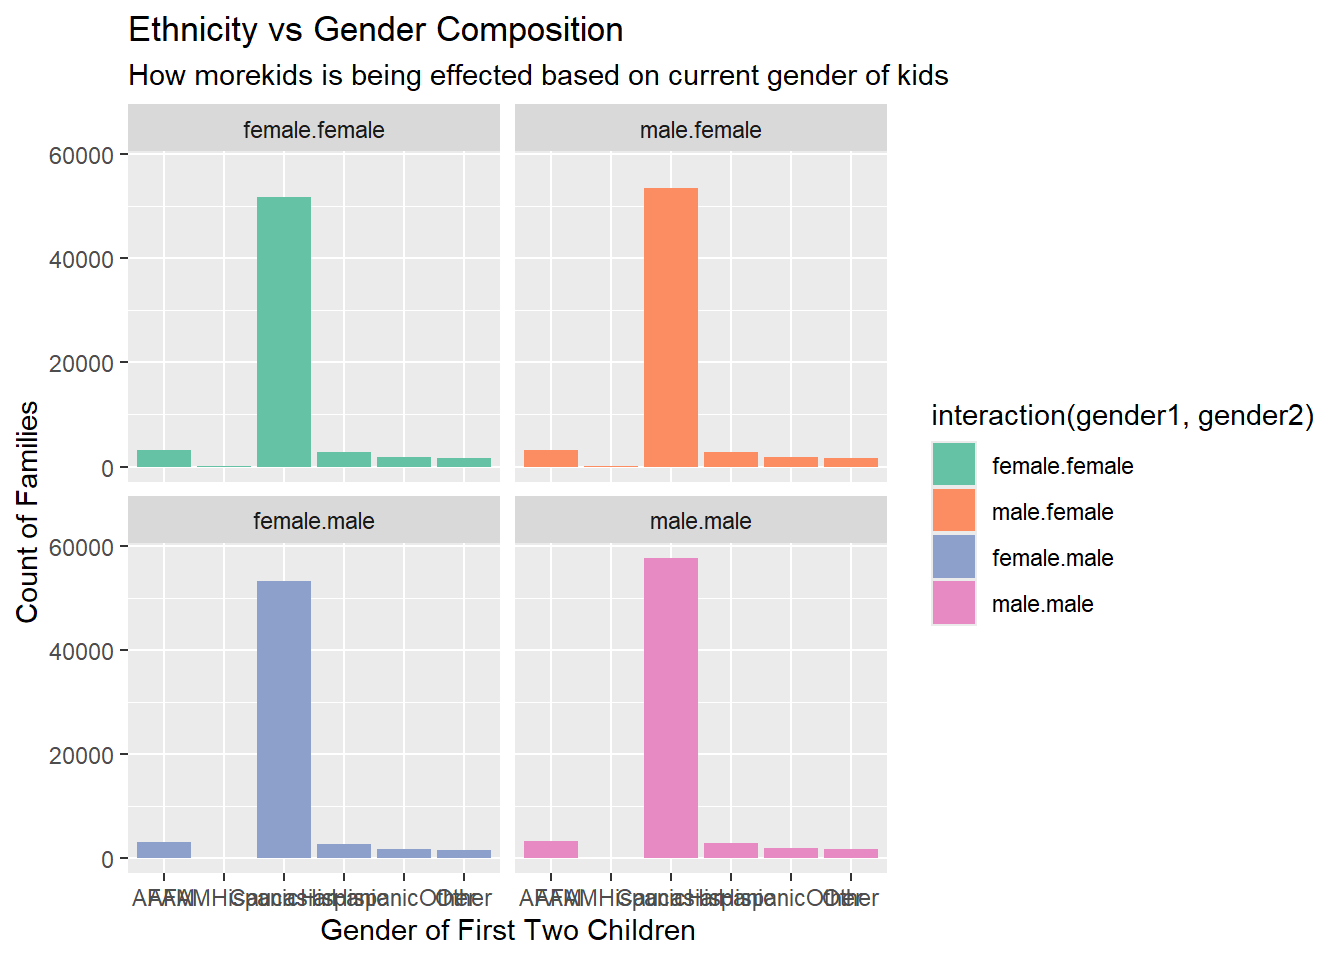 Ethnicity vs Gender Composition
How morekids is being effected based on current gender of kids
female.female
male.female
60000
40000
20000
0
female.male
male.male
60000
40000
20000
0
Count of Families
Gender of First Two Children
interaction(gender1, gender2)
female.female
male.female
female.male
male.male